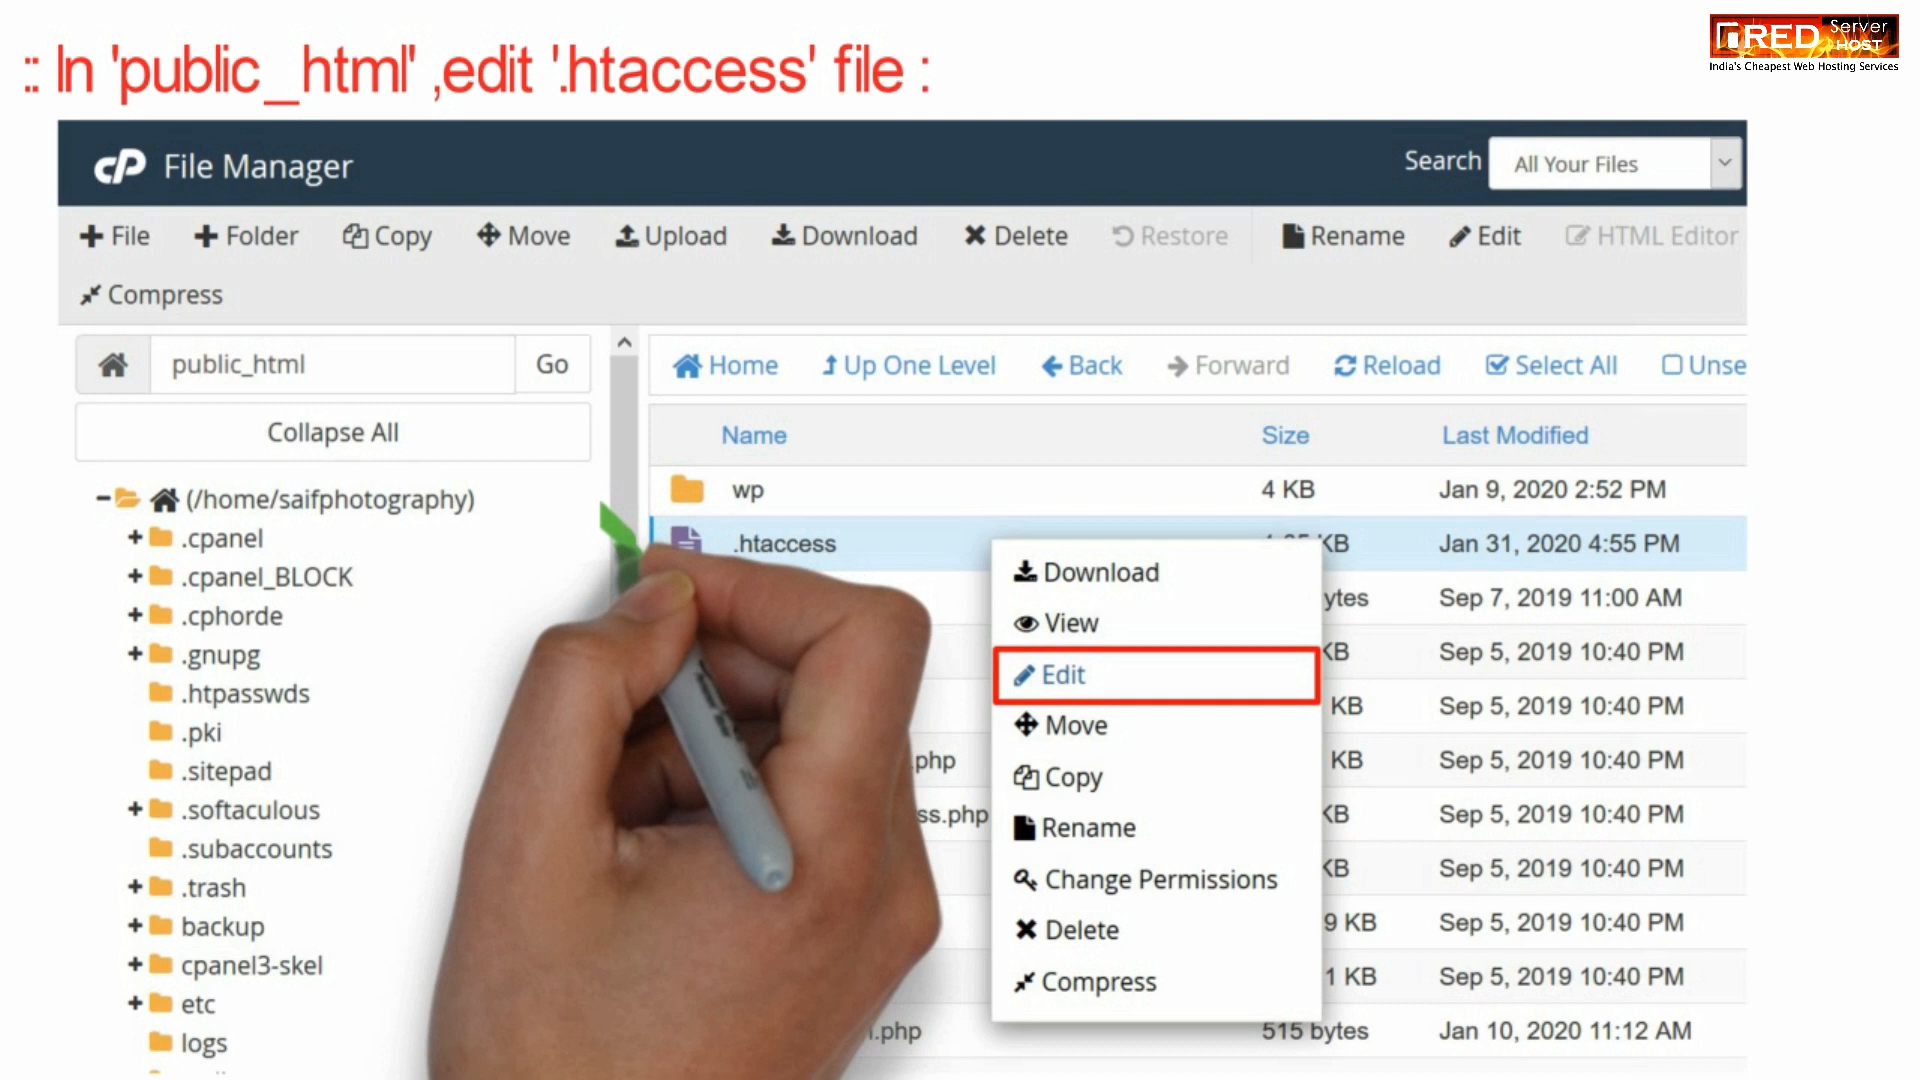 :: In 'public_html' ,edit '.htaccess' file :
RED Server HOST
India's Cheapest Web Hosting Services
cP File Manager
Search All Your Files
File Folder Copy Move Upload Download Delete Restore Rename Edit HTML Editor
Compress
public_html Go
Home Up One Level Back Forward Reload Select All Unse
Collapse All
Name Size Last Modified
(/home/saifphotography)
.cpanel
.cpanel_BLOCK
.cphorde
.gnupg
.htpasswds
.pki
.sitepad
.softaculous
.subaccounts
.trash
backup
cpanel3-skel
etc
logs
wp 4 KB Jan 9, 2020 2:52 PM
.htaccess KB Jan 31, 2020 4:55 PM
ytes Sep 7, 2019 11:00 AM
KB Sep 5, 2019 10:40 PM
KB Sep 5, 2019 10:40 PM
.php KB Sep 5, 2019 10:40 PM
ss.php KB Sep 5, 2019 10:40 PM
KB Sep 5, 2019 10:40 PM
9 KB Sep 5, 2019 10:40 PM
1 KB Sep 5, 2019 10:40 PM
.php 515 bytes Jan 10, 2020 11:12 AM
Download
View
Edit
Move
Copy
Rename
Change Permissions
Delete
Compress